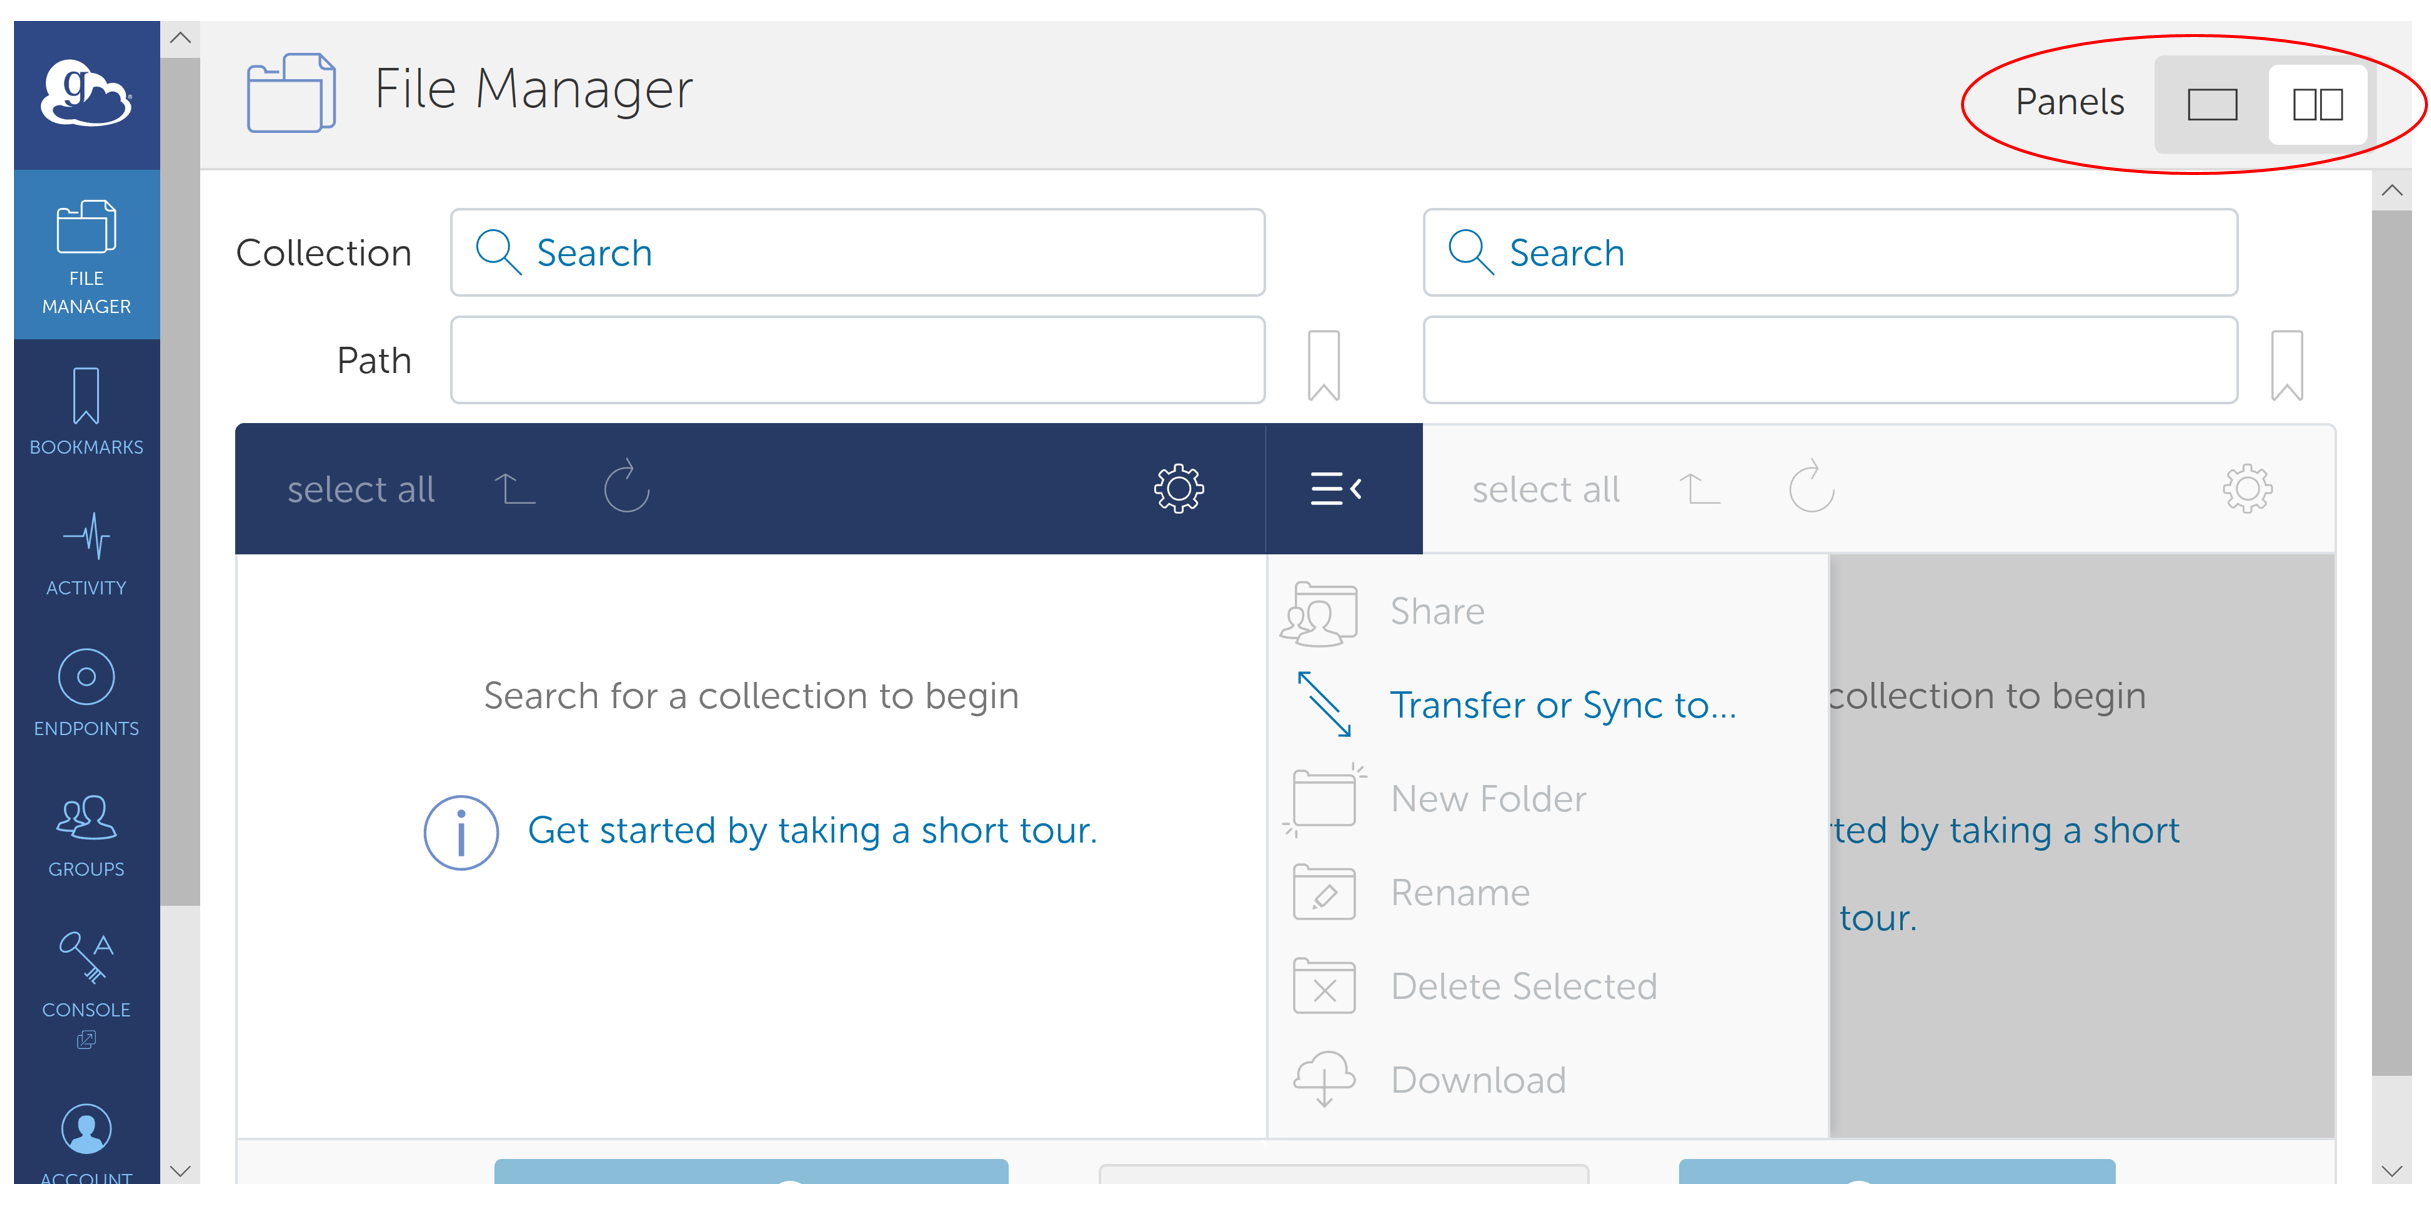 g
File Manager
Panels
FILE
MANAGER
BOOKMARKS
ACTIVITY
ENDPOINTS
GROUPS
CONSOLE
ACCOUNT
Collection
Search
Search
Path
select all
select all
Search for a collection to begin
Get started by taking a short tour.
Share
Transfer or Sync to...
New Folder
Rename
Delete Selected
Download
collection to begin
rted by taking a short
tour.